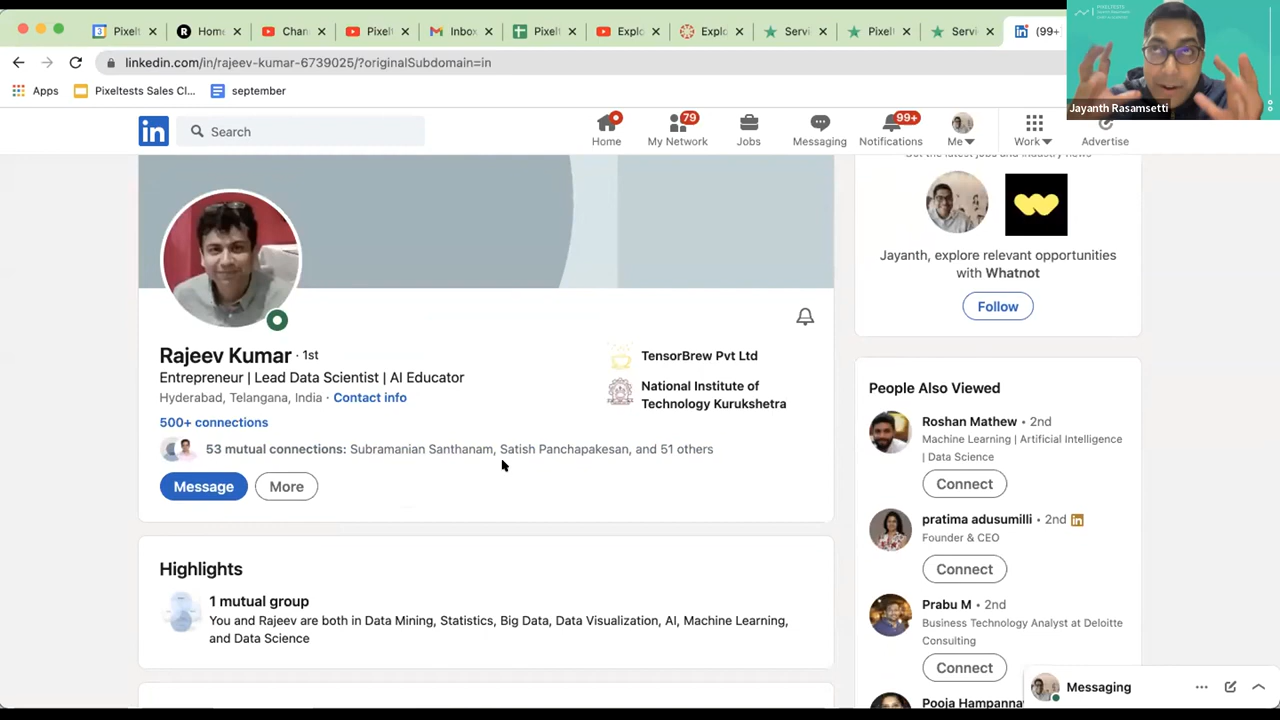 Pixelt
Home
Chan
Pixelt
Inbox
Pixelt
Explo
Explo
Servi
Pixel
Servi
(99+
PIXELTESTS
linkedin.com/in/rajeev-kumar-6739025/?originalSubdomain=in
Jayanth Rasamsetti
Apps
Pixeltests Sales Cl...
september
Search
79
99+
Home
My Network
Jobs
Messaging
Notifications
Me
Work
Advertise
Jayanth, explore relevant opportunities
with Whatnot
Follow
Rajeev Kumar · 1st
Entrepreneur | Lead Data Scientist | AI Educator
Hyderabad, Telangana, India · Contact info
500+ connections
53 mutual connections: Subramanian Santhanam, Satish Panchapakesan, and 51 others
Message
More
TensorBrew Pvt Ltd
National Institute of
Technology Kurukshetra
Highlights
1 mutual group
You and Rajeev are both in Data Mining, Statistics, Big Data, Data Visualization, AI, Machine Learning,
and Data Science
People Also Viewed
Roshan Mathew • 2nd
Machine Learning | Artificial Intelligence
| Data Science
Connect
pratima adusumilli • 2nd
Founder & CEO
Connect
Prabu M • 2nd
Business Technology Analyst at Deloitte
Consulting
Connect
Pooja Hampanna
Messaging